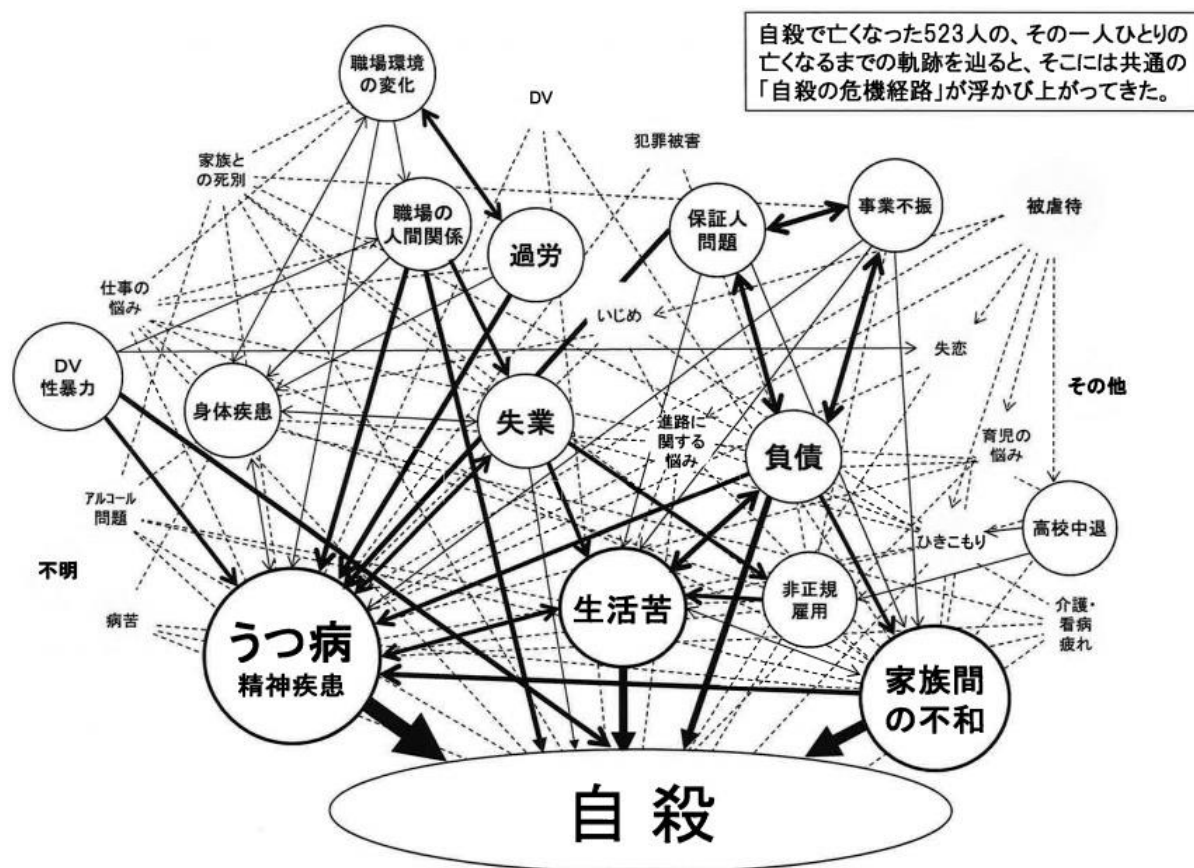 自殺で亡くなった523人の、その一人ひとりの
亡くなるまでの軌跡を辿ると、そこには共通の
「自殺の危機経路」が浮かび上がってきた。
職場環境
の変化
DV
犯罪被害
家族と
の死別
職場の
人間関係
過労
保証人
問題
事業不振
被虐待
仕事の
悩み
いじめ
失恋
DV
性暴力
その他
身体疾患
失業
進路に
関する
悩み
負債
育児の
悩み
アルコール
問題
ひきこもり
高校中退
不明
病苦
うつ病
精神疾患
生活苦
非正規
雇用
介護・
看病
疲れ
家族間
の不和
自殺